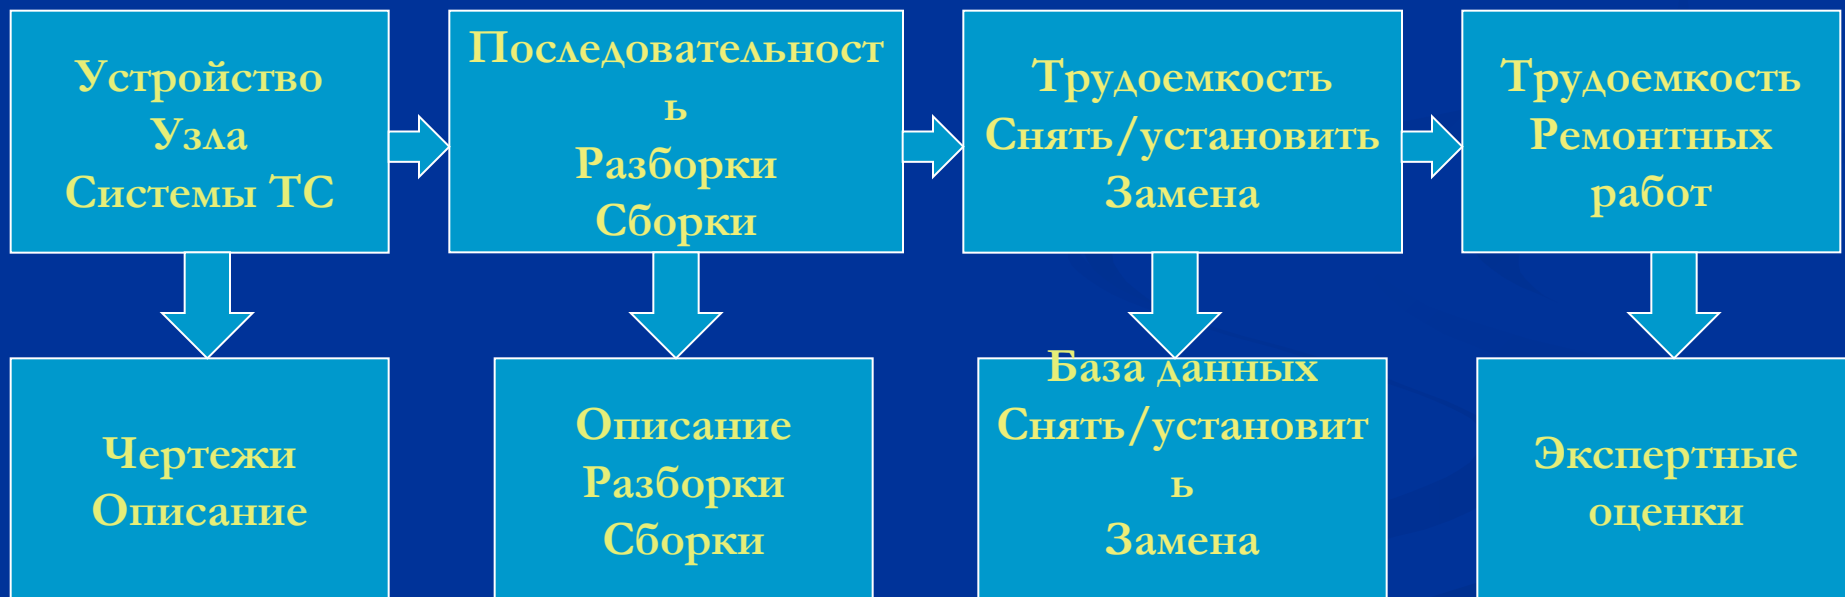 Устройство
Узла
Системы ТС
Последовательност
ь
Разборки
Сборки
Трудоемкость
Снять/установить
Замена
Трудоемкость
Ремонтных
работ
Чертежи
Описание
Описание
Разборки
Сборки
База данных
Снять/установит
ь
Замена
Экспертные
оценки